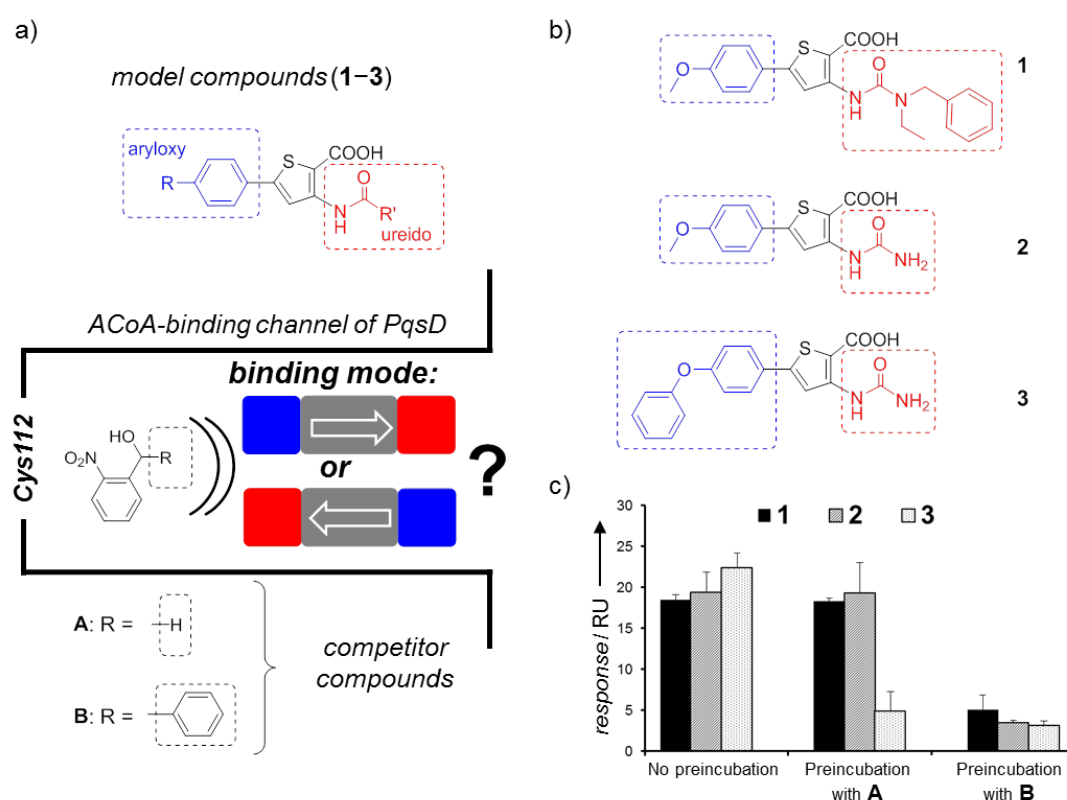 a)
model compounds (1–3)
aryloxy
R
S
COOH
N
H
O
R'
ureido
ACoA-binding channel of PqsD
Cys112
HO
O2N
R
binding mode:
or
?
A: R = H
B: R =
competitor
compounds
b)
O
S
COOH
O
N
H
N
1
O
S
COOH
O
N
H
NH2
2
O
S
COOH
O
N
H
NH2
3
c)
1 2 3
response / RU
30
25
20
15
10
5
0
No preincubation
Preincubation
with A
Preincubation
with B